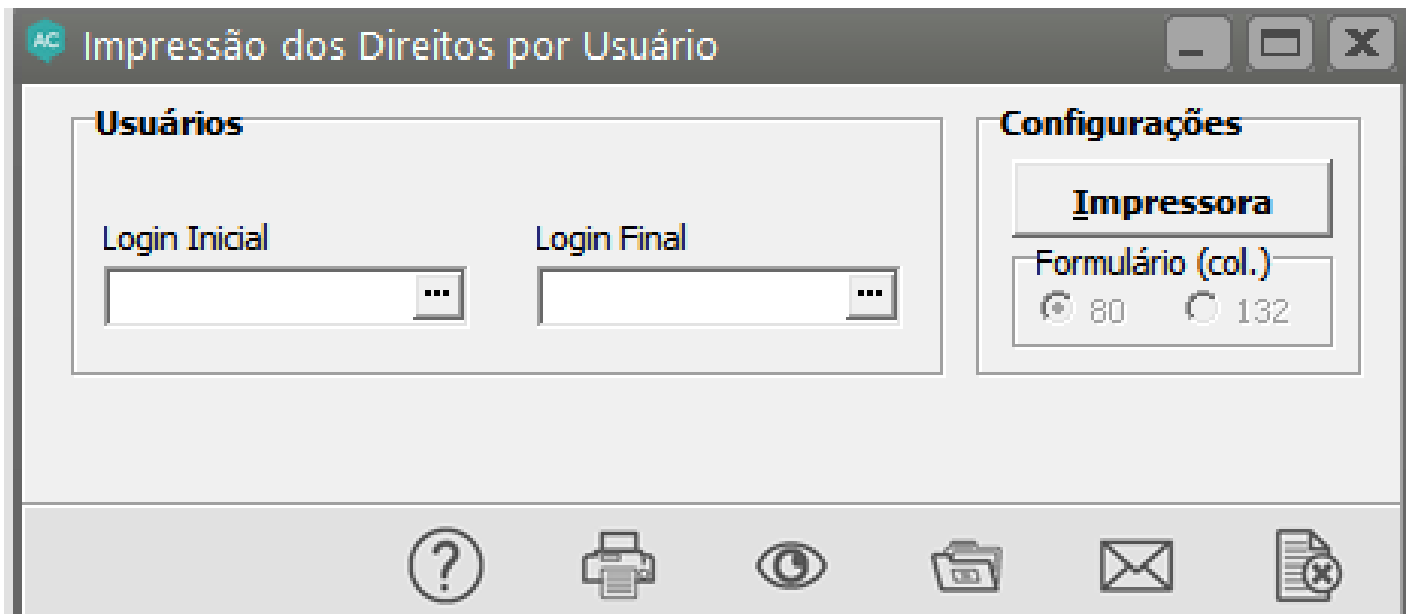 AC Impressão dos Direitos por Usuário
Usuários
Login Inicial
Login Final
...
...
Configurações
Impressora
Formulário (col.)
80
132
?